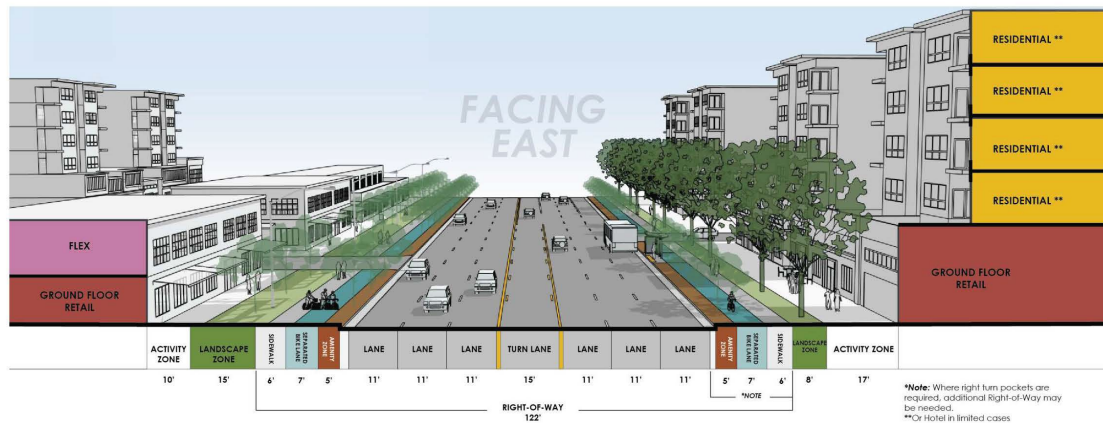 FACING
EAST
RESIDENTIAL **
RESIDENTIAL **
RESIDENTIAL **
RESIDENTIAL **
FLEX
GROUND FLOOR
RETAIL
GROUND FLOOR
RETAIL
ACTIVITY
ZONE
LANDSCAPE
ZONE
SIDEWALK
SEPARATED
BIKE LANE
AMENITY
ZONE
LANE
LANE
LANE
TURN LANE
LANE
LANE
LANE
AMENITY
ZONE
SEPARATED
BIKE LANE
SIDEWALK
LANDSCAPE
ZONE
ACTIVITY ZONE
10' 15' 6' 7' 5' 11' 11' 11' 15' 11' 11' 11' 5' 7' 6' 8' 17'
*NOTE
RIGHT-OF-WAY
122'
*Note: Where right turn pockets are
required, additional Right-of-Way may
be needed.
**Or Hotel in limited cases